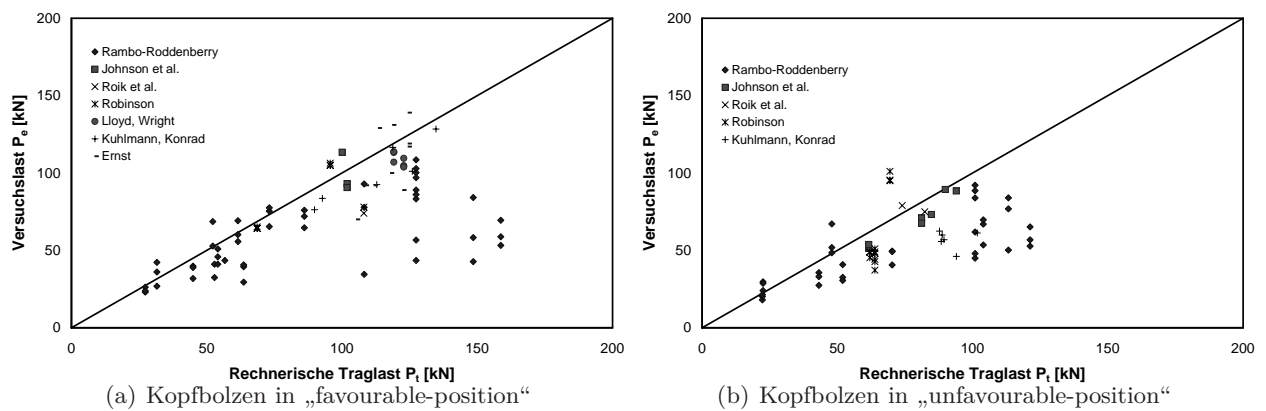 200
150
100
50
0
Versuchslast Pe [kN]
Rambo-Roddenberry
Johnson et al.
Roik et al.
Robinson
Lloyd, Wright
Kuhlmann, Konrad
Ernst
0 50 100 150 200
Rechnerische Traglast Pt [kN]
(a) Kopfbolzen in „favourable-position“
200
150
100
50
0
Versuchslast Pe [kN]
Rambo-Roddenberry
Johnson et al.
Roik et al.
Robinson
Kuhlmann, Konrad
0 50 100 150 200
Rechnerische Traglast Pt [kN]
(b) Kopfbolzen in „unfavourable-position“